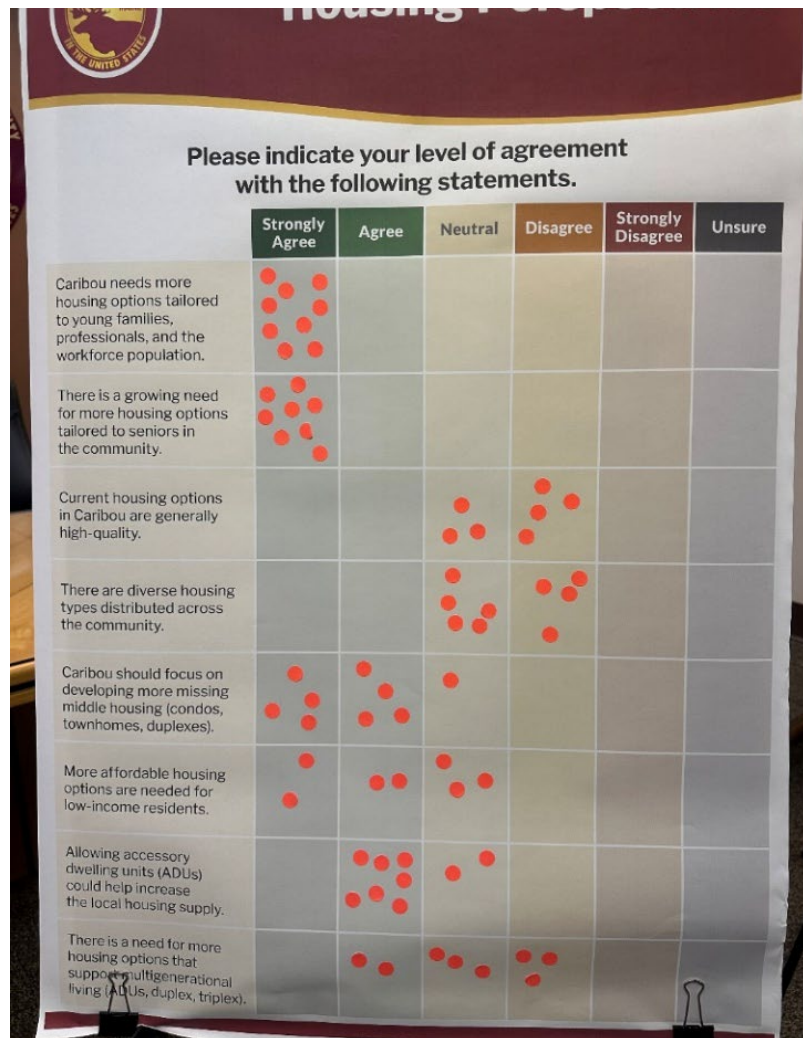 Housing
IN THE UNITED STATES
Please indicate your level of agreement
with the following statements.
Strongly
Agree
Agree
Neutral
Disagree
Strongly
Disagree
Unsure
Caribou needs more
housing options tailored
to young families,
professionals, and the
workforce population.
There is a growing need
for more housing options
tailored to seniors in
the community.
Current housing options
in Caribou are generally
high-quality.
There are diverse housing
types distributed across
the community.
Caribou should focus on
developing more missing
middle housing (condos,
townhomes, duplexes).
More affordable housing
options are needed for
low-income residents.
Allowing accessory
dwelling units (ADUs)
could help increase
the local housing supply.
There is a need for more
housing options that
support multigenerational
living (ADUs, duplex, triplex).